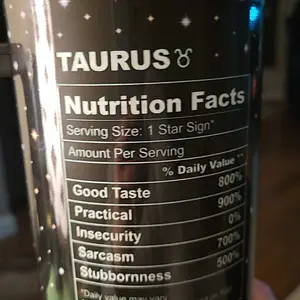 TAURUS ♉
Nutrition Facts
Serving Size: 1 Star Sign*
Amount Per Serving
% Daily Value **
Good Taste 800%
Practical 900%
Insecurity 0%
Sarcasm 700%
Stubbornness 500%
*Daily value may vary